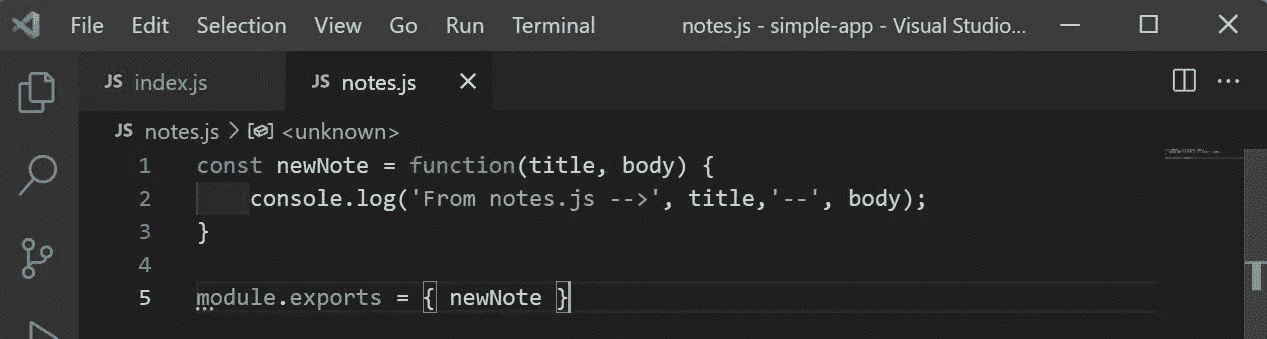 File Edit Selection View Go Run Terminal notes.js - simple-app - Visual Studio...
JS index.js JS notes.js
JS notes.js > <unknown>
1 const newNote = function(title, body) {
2 console.log('From notes.js -->', title,'--', body);
3 }
4
5 module.exports = { newNote }